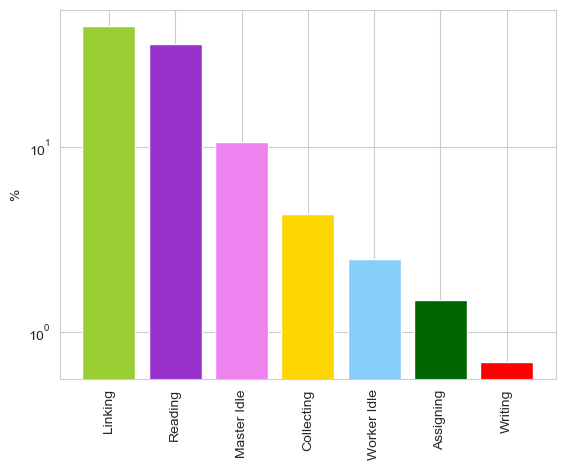 %
10¹
10⁰
Linking
Reading
Master Idle
Collecting
Worker Idle
Assigning
Writing